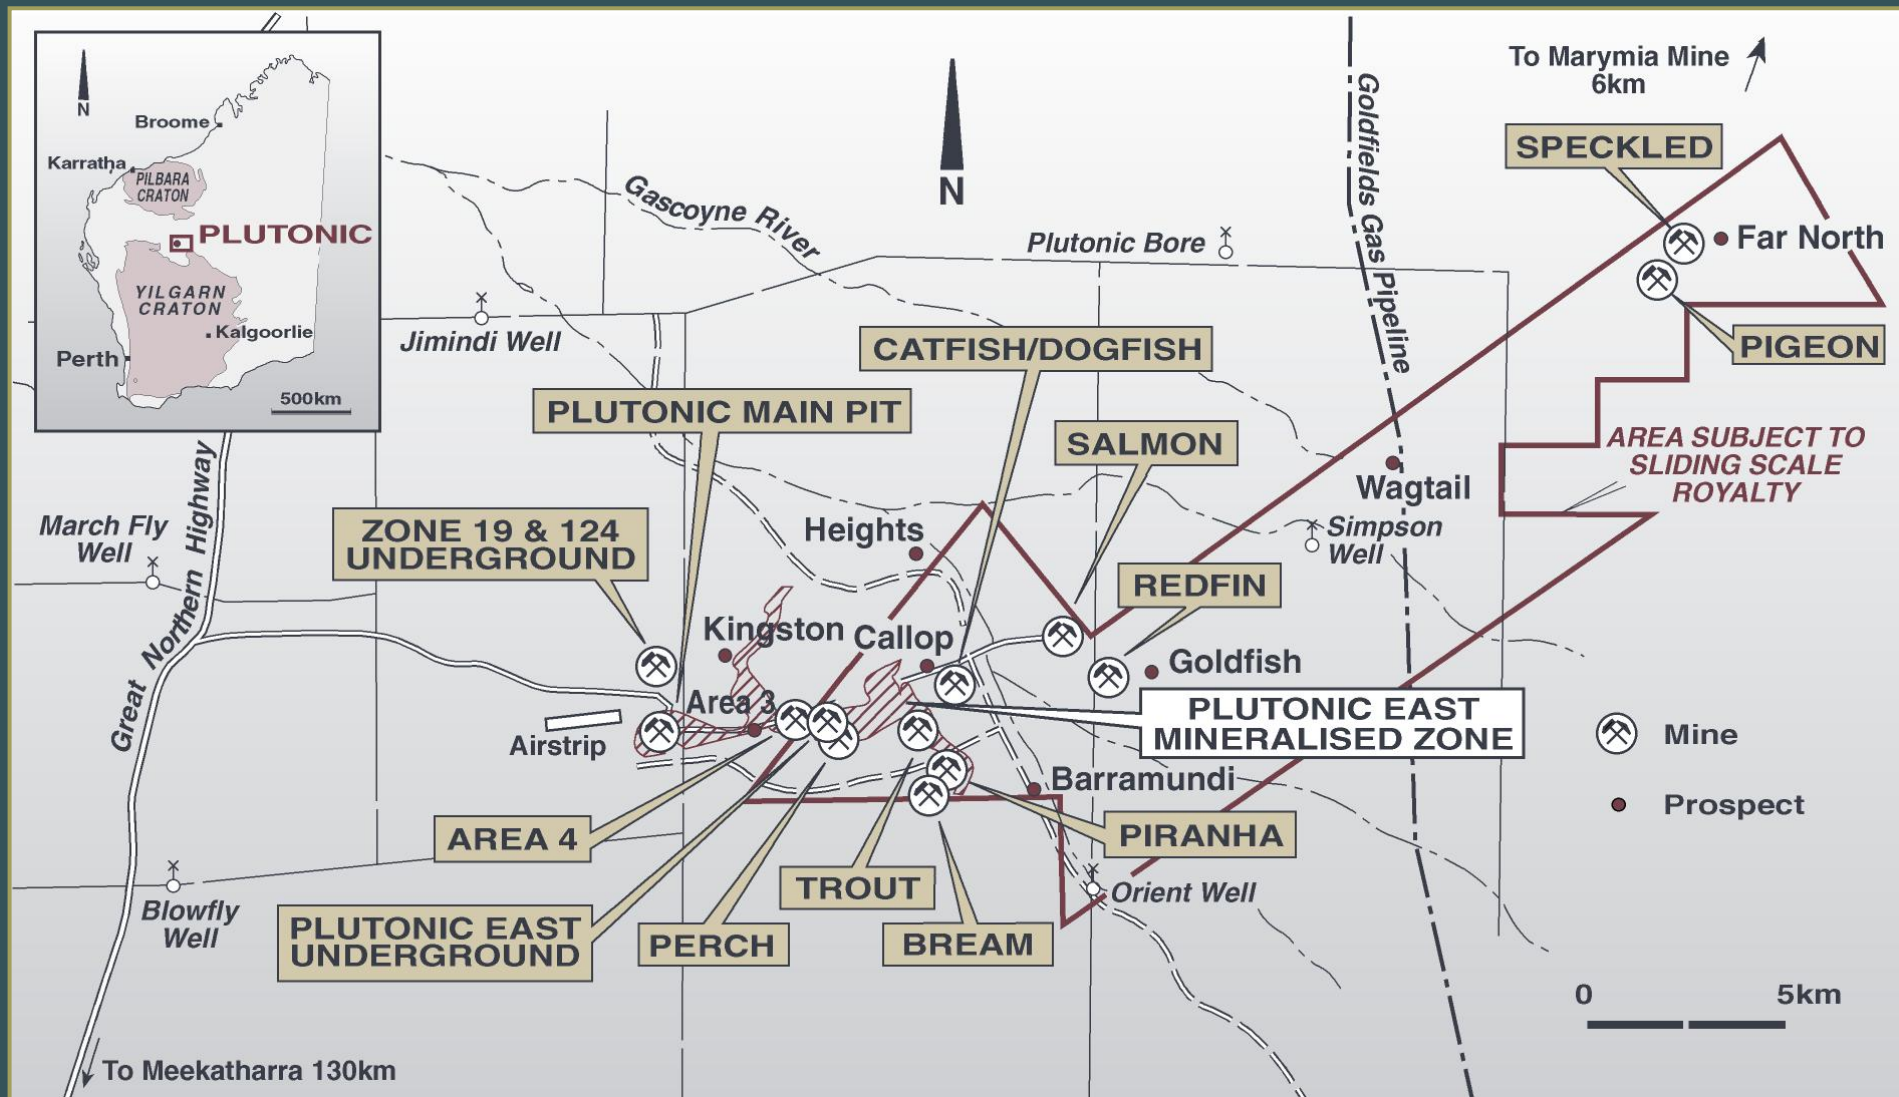 N
Broome
Karratha
PILBARA
CRATON
PLUTONIC
YILGARN
CRATON
Kalgoorlie
Perth
500km
N
To Marymia Mine
6km
Goldfields Gas Pipeline
SPECKLED
Far North
PIGEON
Gascoyne River
Plutonic Bore
Jimindi Well
CATFISH/DOGFISH
PLUTONIC MAIN PIT
SALMON
AREA SUBJECT TO
SLIDING SCALE
ROYALTY
Wagtail
Simpson
Well
Great Northern Highway
March Fly
Well
ZONE 19 & 124
UNDERGROUND
Heights
REDFIN
Kingston
Callop
Goldfish
Area 3
Airstrip
PLUTONIC EAST
MINERALISED ZONE
Mine
Barramundi
Prospect
AREA 4
PIRANHA
TROUT
Orient Well
Blowfly
Well
PLUTONIC EAST
UNDERGROUND
PERCH
BREAM
0
5km
To Meekatharra 130km